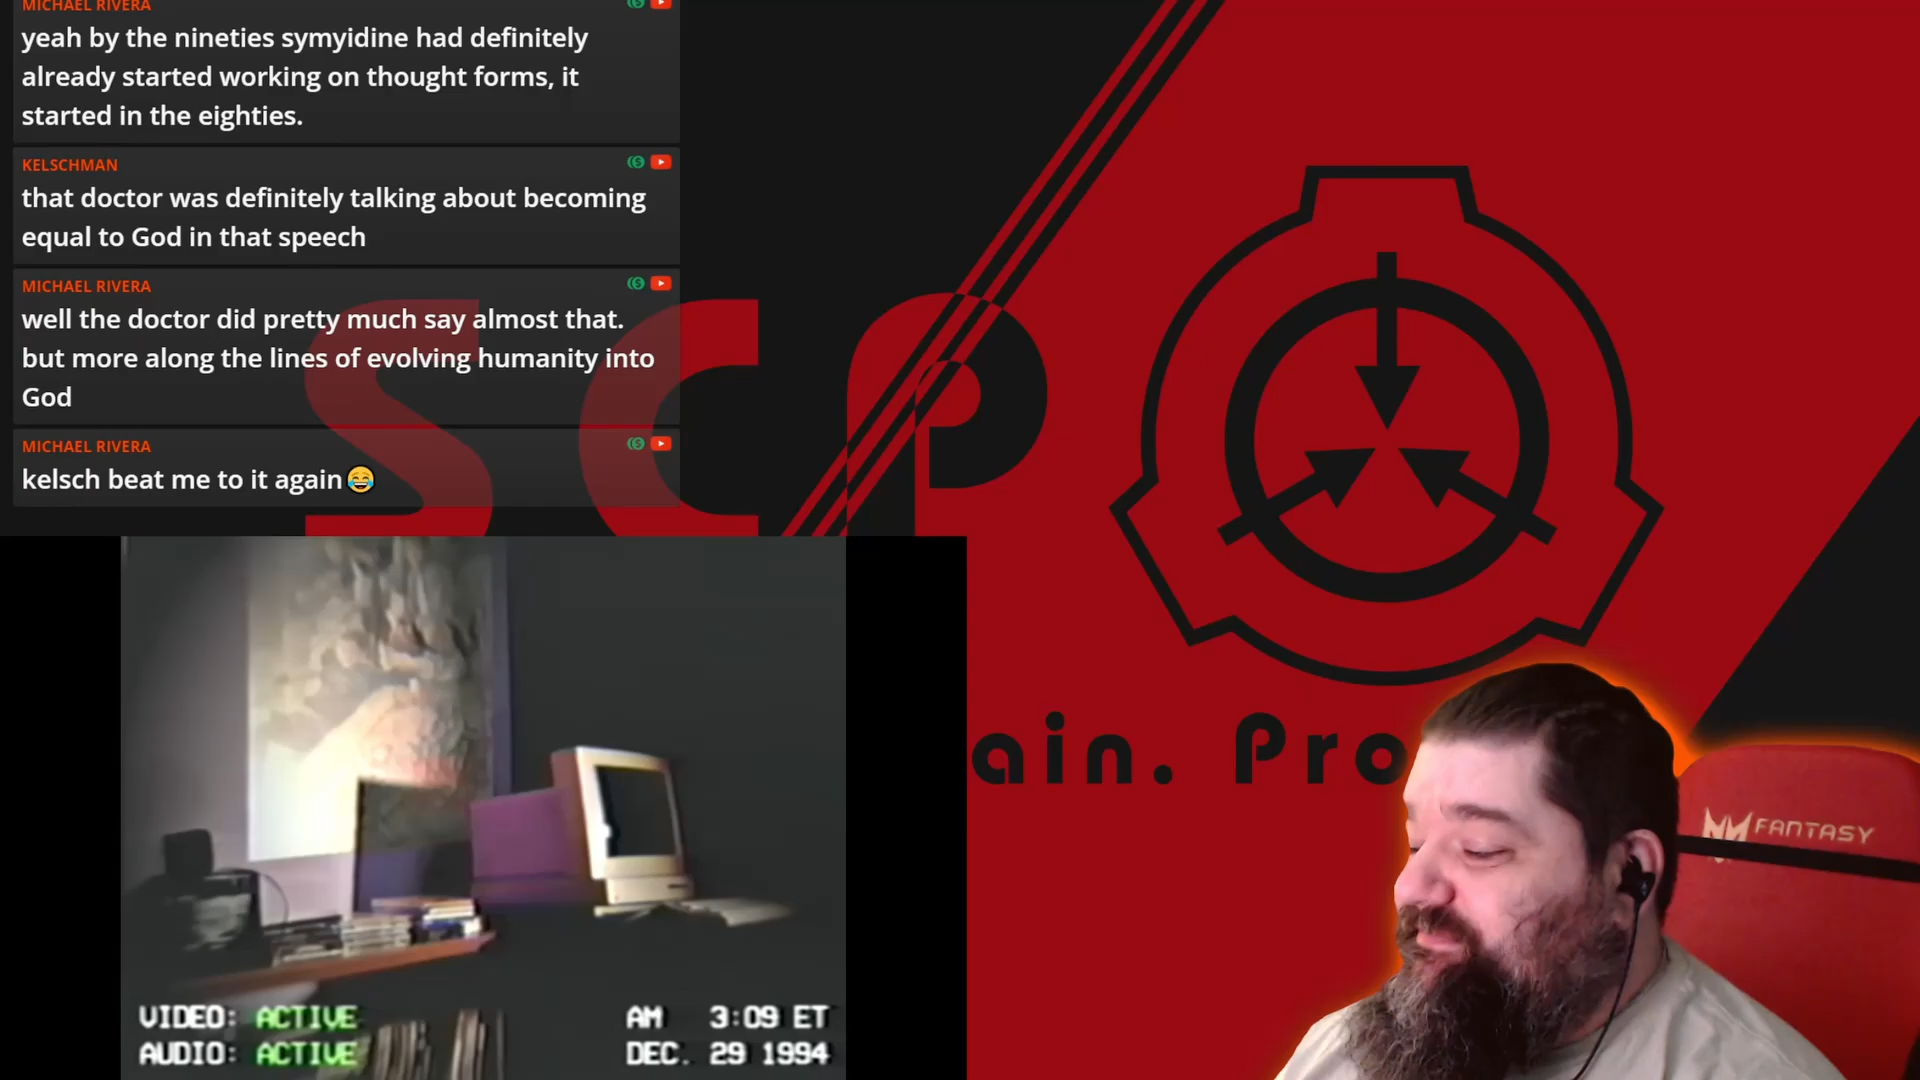 MICHAEL RIVERA
yeah by the nineties symyidine had definitely
already started working on thought forms, it
started in the eighties.
KELSCHMAN
that doctor was definitely talking about becoming
equal to God in that speech
MICHAEL RIVERA
well the doctor did pretty much say almost that.
but more along the lines of evolving humanity into
God
MICHAEL RIVERA
kelsch beat me to it again😂
SCP
ain. Pro
FANTASY
VIDEO: ACTIVE
AUDIO: ACTIVE
AM 3:09 ET
DEC. 29 1994